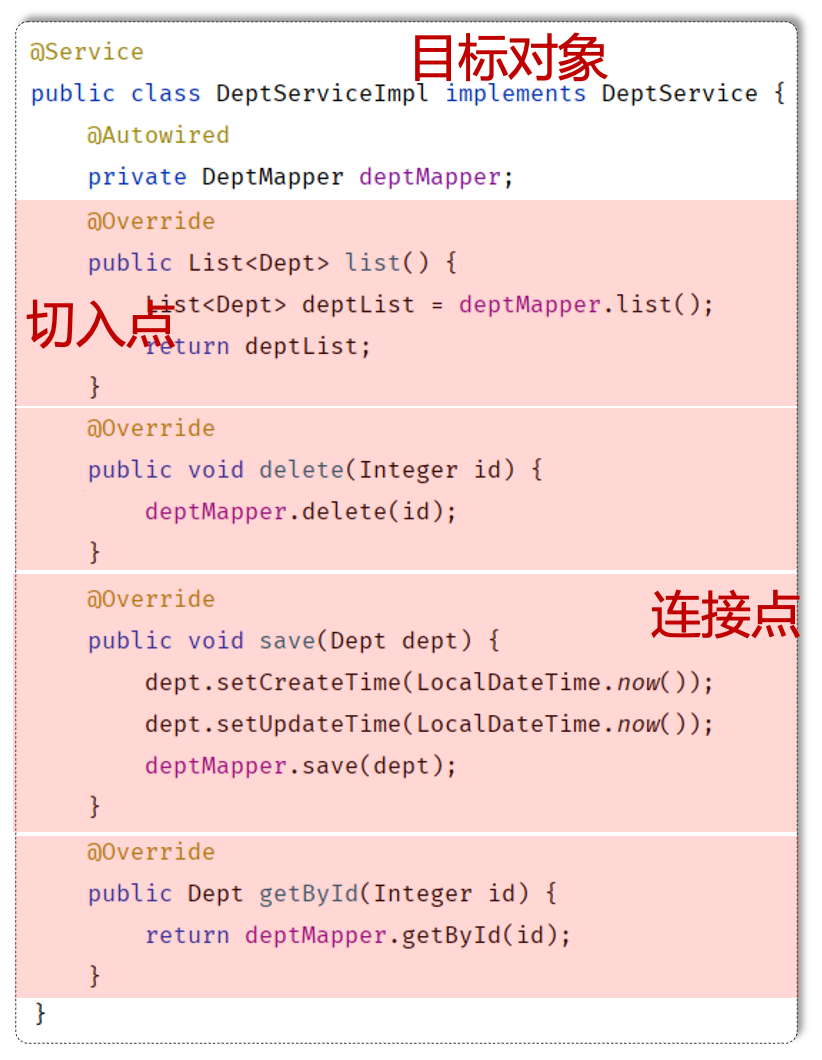 @Service
目标对象
public class DeptServiceImpl implements DeptService {
@Autowired
private DeptMapper deptMapper;
@Override
public List<Dept> list() {
List<Dept> deptList = deptMapper.list();
切入点
return deptList;
}
@Override
public void delete(Integer id) {
deptMapper.delete(id);
}
@Override
连接点
public void save(Dept dept) {
dept.setCreateTime(LocalDateTime.now());
dept.setUpdateTime(LocalDateTime.now());
deptMapper.save(dept);
}
@Override
public Dept getById(Integer id) {
return deptMapper.getById(id);
}
}